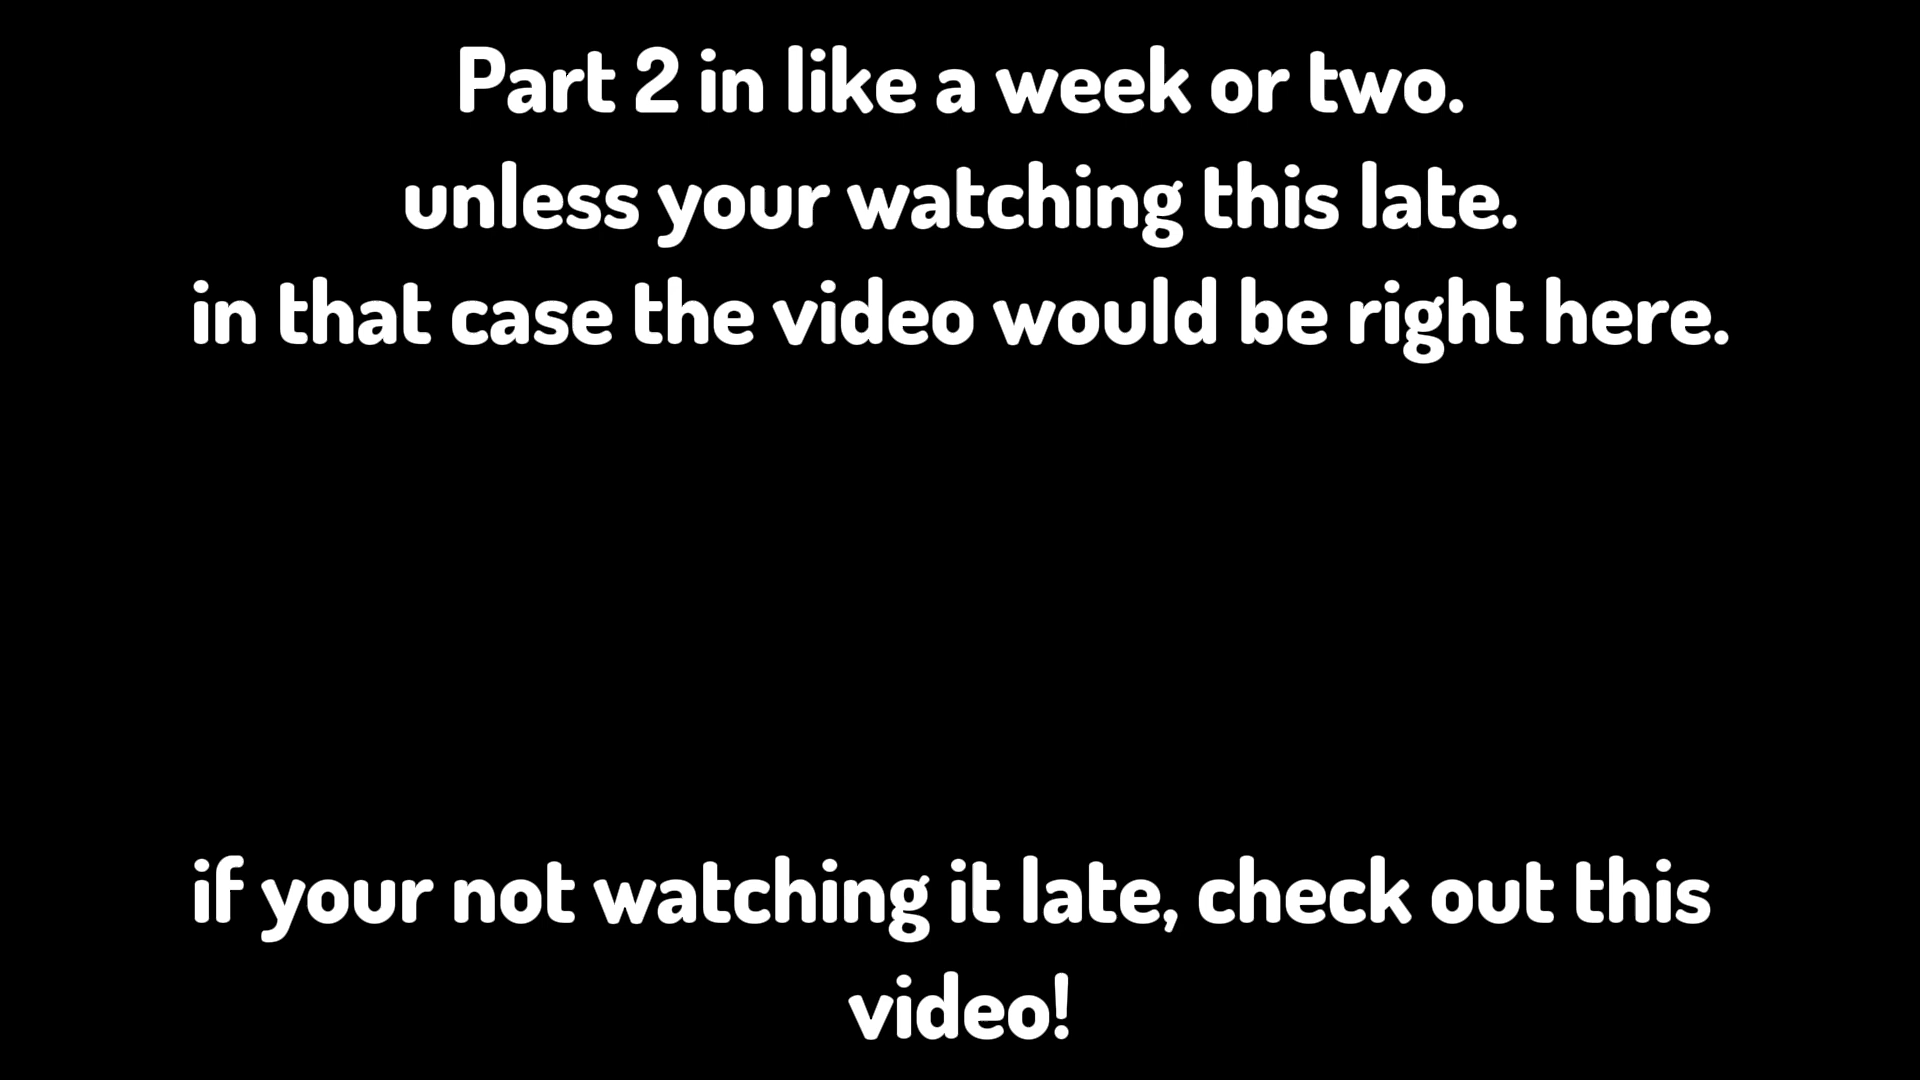 Part 2 in like a week or two.
unless your watching this late.
in that case the video would be right here.
if your not watching it late, check out this
video!